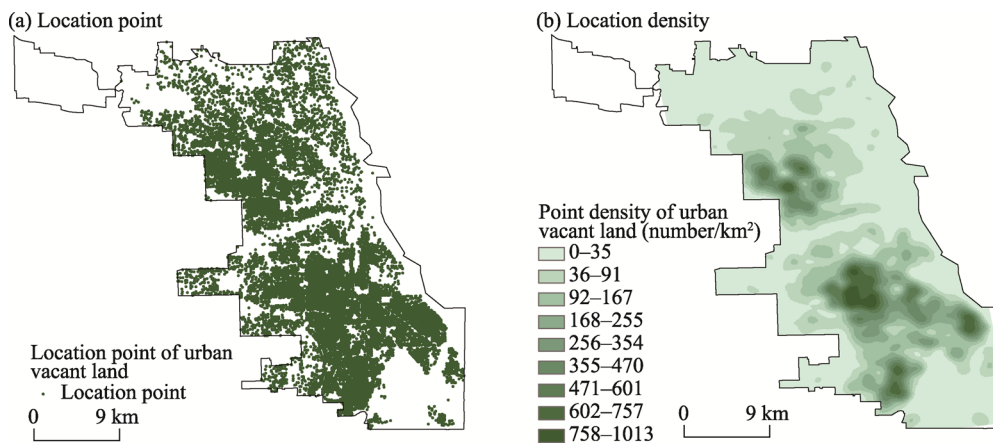 (a) Location point
Location point of urban
vacant land
Location point
0 9 km
(b) Location density
Point density of urban
vacant land (number/km²)
0–35
36–91
92–167
168–255
256–354
355–470
471–601
602–757
758–1013
0 9 km